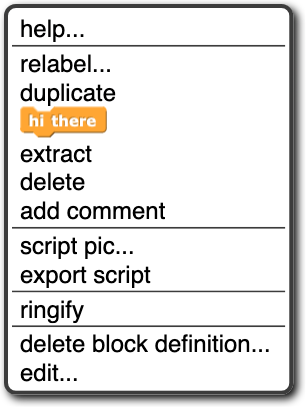 help...
relabel...
duplicate
hi there
extract
delete
add comment
script pic...
export script
ringify
delete block definition...
edit...